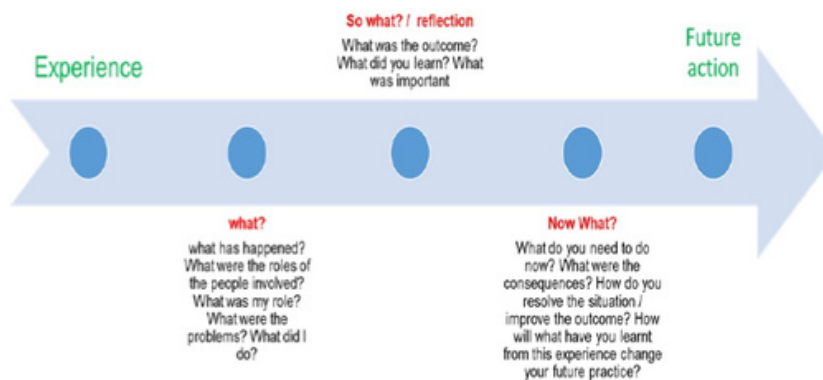 Experience
what?
what has happened?
What were the roles of
the people involved?
What was my role?
What were the
problems? What did I
do?
So what? / reflection
What was the outcome?
What did you learn? What
was important
Now What?
What do you need to do
now? What were the
consequences? How do you
resolve the situation /
improve the outcome? How
will what have you learnt
from this experience change
your future practice?
Future
action